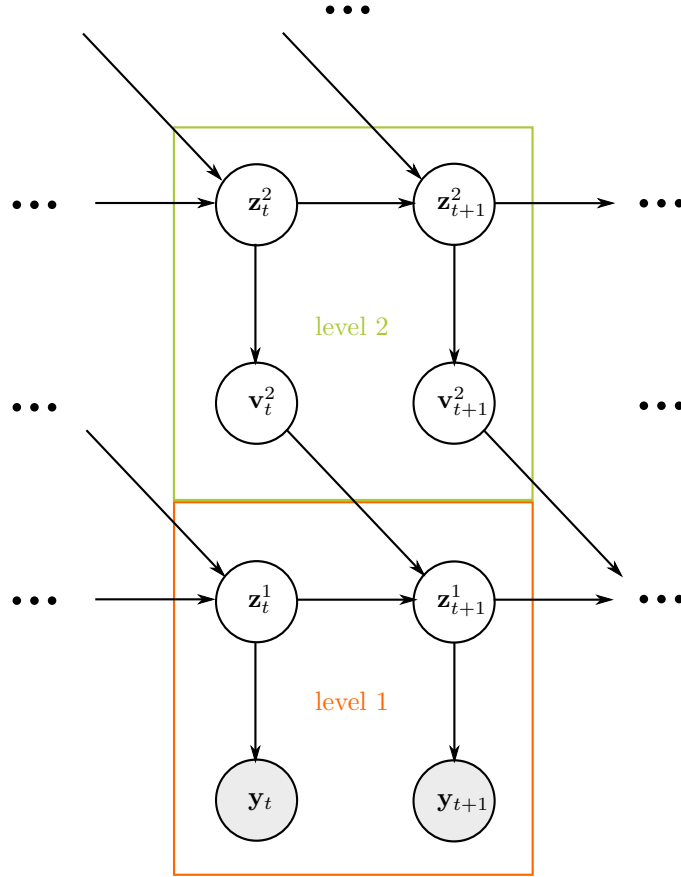 •••
••• z_t^2 z_{t+1}^2 •••
level 2
••• v_t^2 v_{t+1}^2 •••
••• z_t^1 z_{t+1}^1 •••
level 1
y_t y_{t+1}